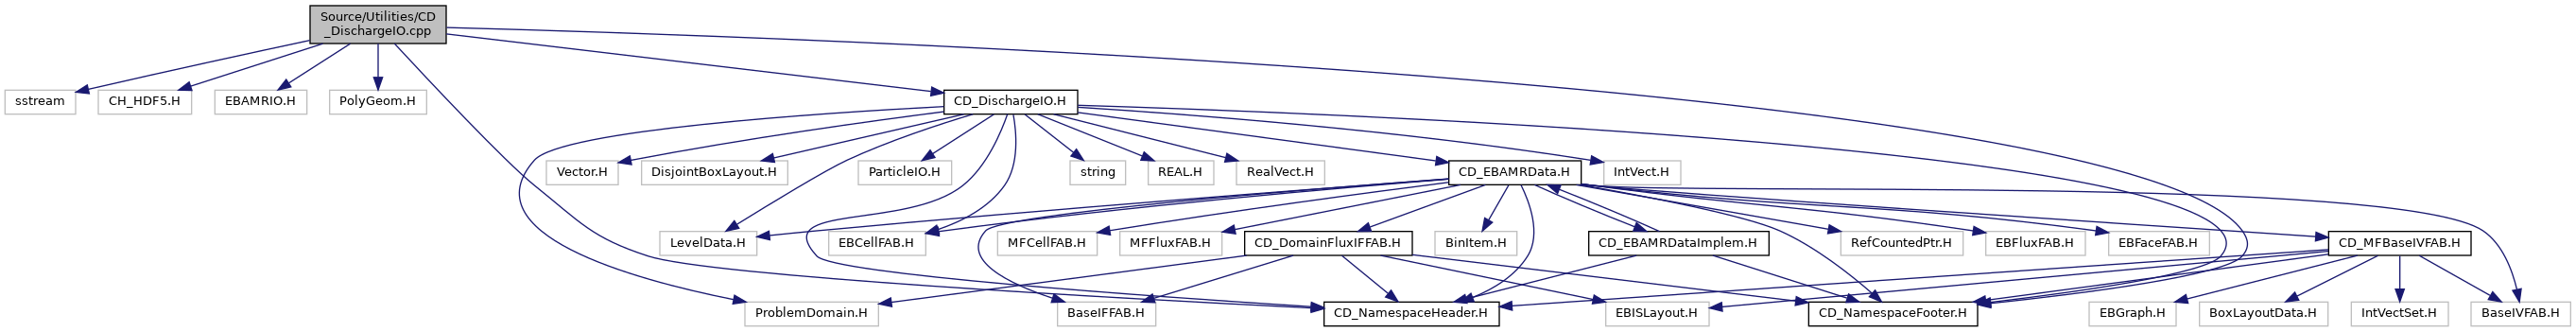 Source/Utilities/CD
_DischargeIO.cpp
sstream
CH_HDF5.H
EBAMRIO.H
PolyGeom.H
CD_DischargeIO.H
Vector.H
DisjointBoxLayout.H
ParticleIO.H
string
REAL.H
RealVect.H
CD_EBAMRData.H
IntVect.H
LevelData.H
EBCellFAB.H
MFCellFAB.H
MFFluxFAB.H
CD_DomainFluxIFFAB.H
BinItem.H
CD_EBAMRDataImplem.H
RefCountedPtr.H
EBFluxFAB.H
EBFaceFAB.H
CD_MFBaseIVFAB.H
ProblemDomain.H
BaseIFFAB.H
CD_NamespaceHeader.H
EBISLayout.H
CD_NamespaceFooter.H
EBGraph.H
BoxLayoutData.H
IntVectSet.H
BaseIVFAB.H